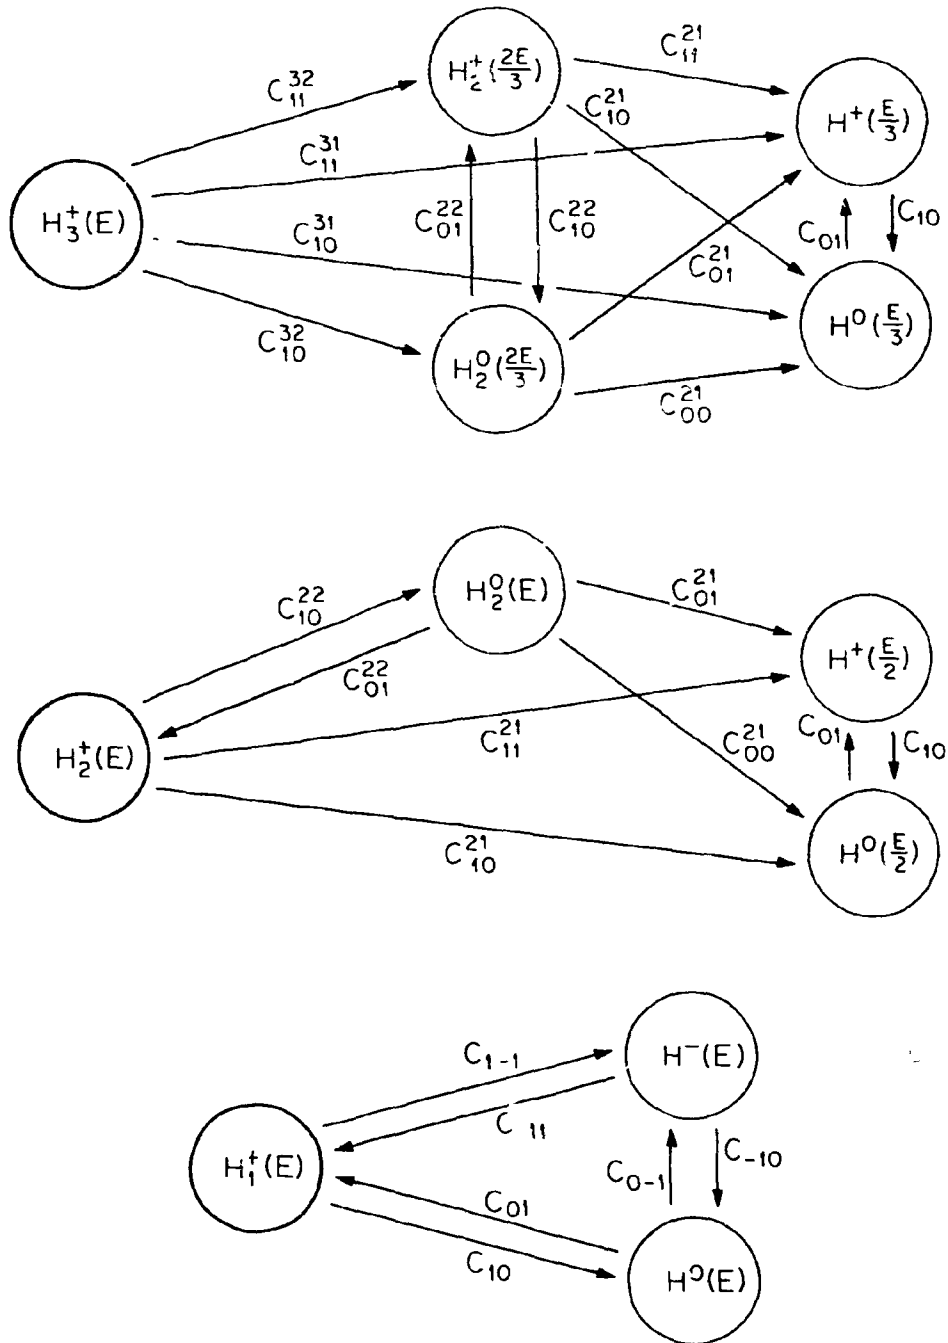 C₁₁²¹
H₂⁺(2E/3)
C₁₁³²
C₁₀²¹
H⁺(E/3)
C₁₁³¹
H₃⁺(E)
C₀₁²²
C₁₀²²
C₀₁
C₁₀
C₁₀³¹
C₀₁²¹
C₁₀³²
H₂⁰(2E/3)
H⁰(E/3)
C₀₀²¹
H₂⁰(E)
C₀₁²¹
C₁₀²²
C₀₁²²
H⁺(E/2)
H₂⁺(E)
C₁₁²¹
C₀₀²¹
C₀₁
C₁₀
C₁₀²¹
H⁰(E/2)
C₁₋₁
H⁻(E)
C ₁₁
H₁⁺(E)
C₀₋₁
C₋₁₀
C₀₁
C₁₀
H⁰(E)